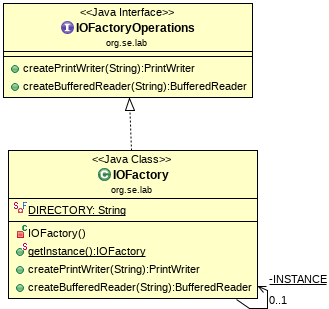 <<Java Interface>>
IOFactoryOperations
org.se.lab
createPrintWriter(String):PrintWriter
createBufferedReader(String):BufferedReader
<<Java Class>>
IOFactory
org.se.lab
DIRECTORY: String
IOFactory()
getInstance():IOFactory
createPrintWriter(String):PrintWriter
createBufferedReader(String):BufferedReader
-INSTANCE
0..1